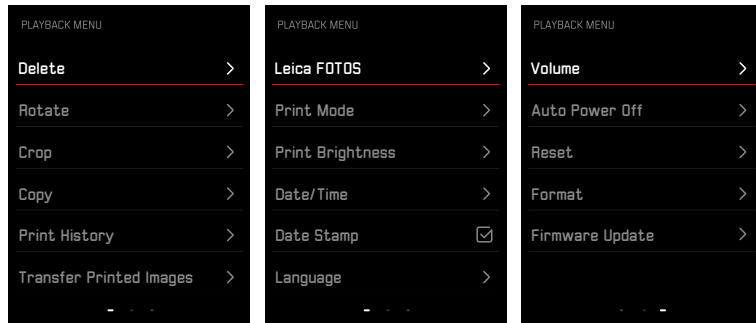 PLAYBACK MENU
Delete
Rotate
Crop
Copy
Print History
Transfer Printed Images
PLAYBACK MENU
Leica FOTOS
Print Mode
Print Brightness
Date/Time
Date Stamp
Language
PLAYBACK MENU
Volume
Auto Power Off
Reset
Format
Firmware Update